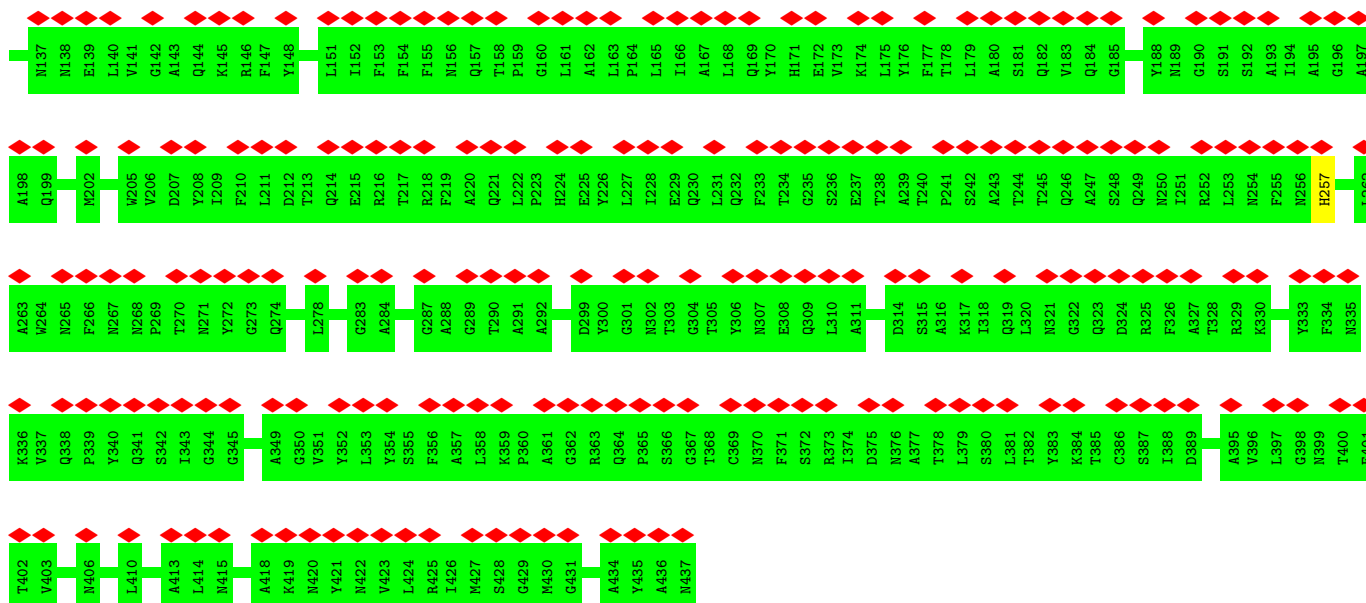 N137 N138 E139 L140 V141 G142 A143 Q144 K145 R146 F147 Y148 L151 I152 F153 F154 F155 N156 Q157 T158 P159 G160 L161 A162 L163 P164 L165 I166 A167 L168 Q169 Y170 H171 E172 V173 K174 L175 Y176 F177 T178 L179 A180 S181 Q182 V183 Q184 G185 Y188 N189 G190 S191 S192 A193 I194 A195 G196 A197
A198 Q199 M202 W205 V206 D207 Y208 I209 F210 L211 D212 T213 Q214 E215 R216 T217 R218 F219 A220 Q221 L222 P223 H224 E225 Y226 L227 I228 E229 Q230 L231 Q232 F233 T234 G235 S236 E237 T238 A239 T240 P241 S242 A243 T244 T245 Q246 A247 S248 Q249 N250 I251 R252 L253 N254 F255 N256 H257
A263 W264 N265 F266 N267 N268 P269 T270 N271 Y272 G273 Q274 L278 G283 A284 G287 A288 G289 T290 A291 A292 D299 Y300 G301 N302 T303 G304 T305 Y306 N307 E308 Q309 L310 A311 D314 S315 A316 K317 I318 Q319 L320 N321 G322 Q323 D324 R325 F326 A327 T328 R329 K330 Y333 F334 N335
K336 V337 Q338 P339 Y340 Q341 S342 I343 G344 G345 A349 G350 V351 Y352 L353 Y354 S355 F356 A357 L358 K359 P360 A361 G362 R363 Q364 P365 S366 G367 T368 C369 N370 F371 S372 R373 I374 D375 N376 A377 T378 L379 S380 L381 T382 Y383 K384 T385 C386 S387 I388 D389 A395 V396 L397 G398 N399 T400
T402 V403 N406 L410 A413 L414 N415 A418 K419 N420 Y421 N422 V423 L424 R425 I426 M427 S428 G429 M430 G431 A434 Y435 A436 N437